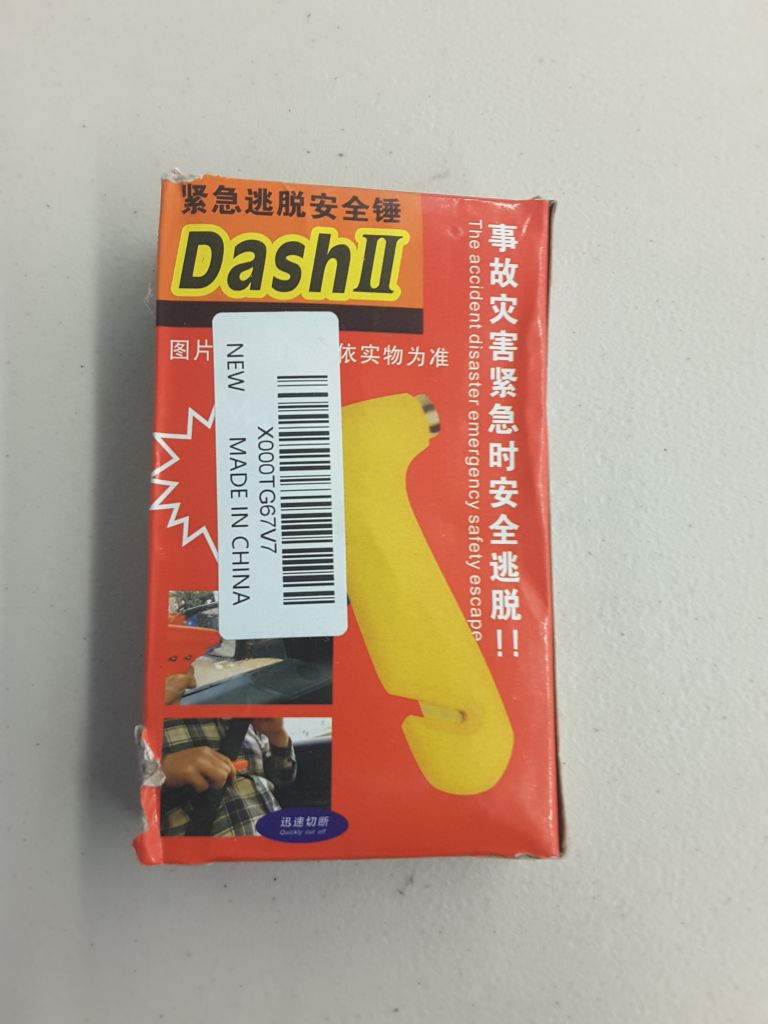 紧急逃脱安全锤
DashII
图片
依实物为准
事故灾害紧急时安全逃脱!!
The accident disaster emergency safety escape
NEW MADE IN CHINA
X000TG67V7
迅速切断
Quickly cut off